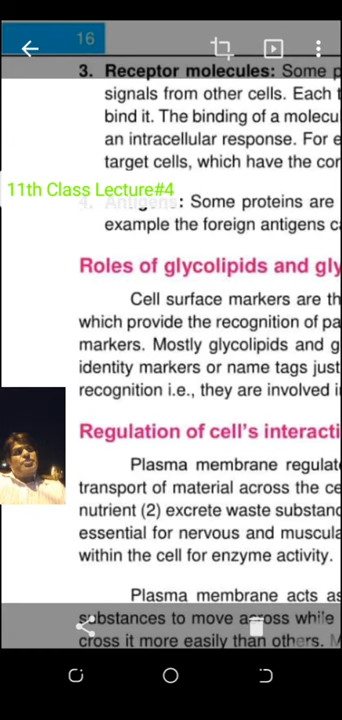 16
3. Receptor molecules: Some p
signals from other cells. Each t
bind it. The binding of a molecu
an intracellular response. For e
target cells, which have the cor
11th Class Lecture#4
4. Antigens: Some proteins are
example the foreign antigens c
Roles of glycolipids and gly
Cell surface markers are th
which provide the recognition of pa
markers. Mostly glycolipids and g
identity markers or name tags just
recognition i.e., they are involved i
Regulation of cell's interacti
Plasma membrane regulat
transport of material across the ce
nutrient (2) excrete waste substanc
essential for nervous and muscula
within the cell for enzyme activity.
Plasma membrane acts as
substances to move across while
cross it more easily than others. M